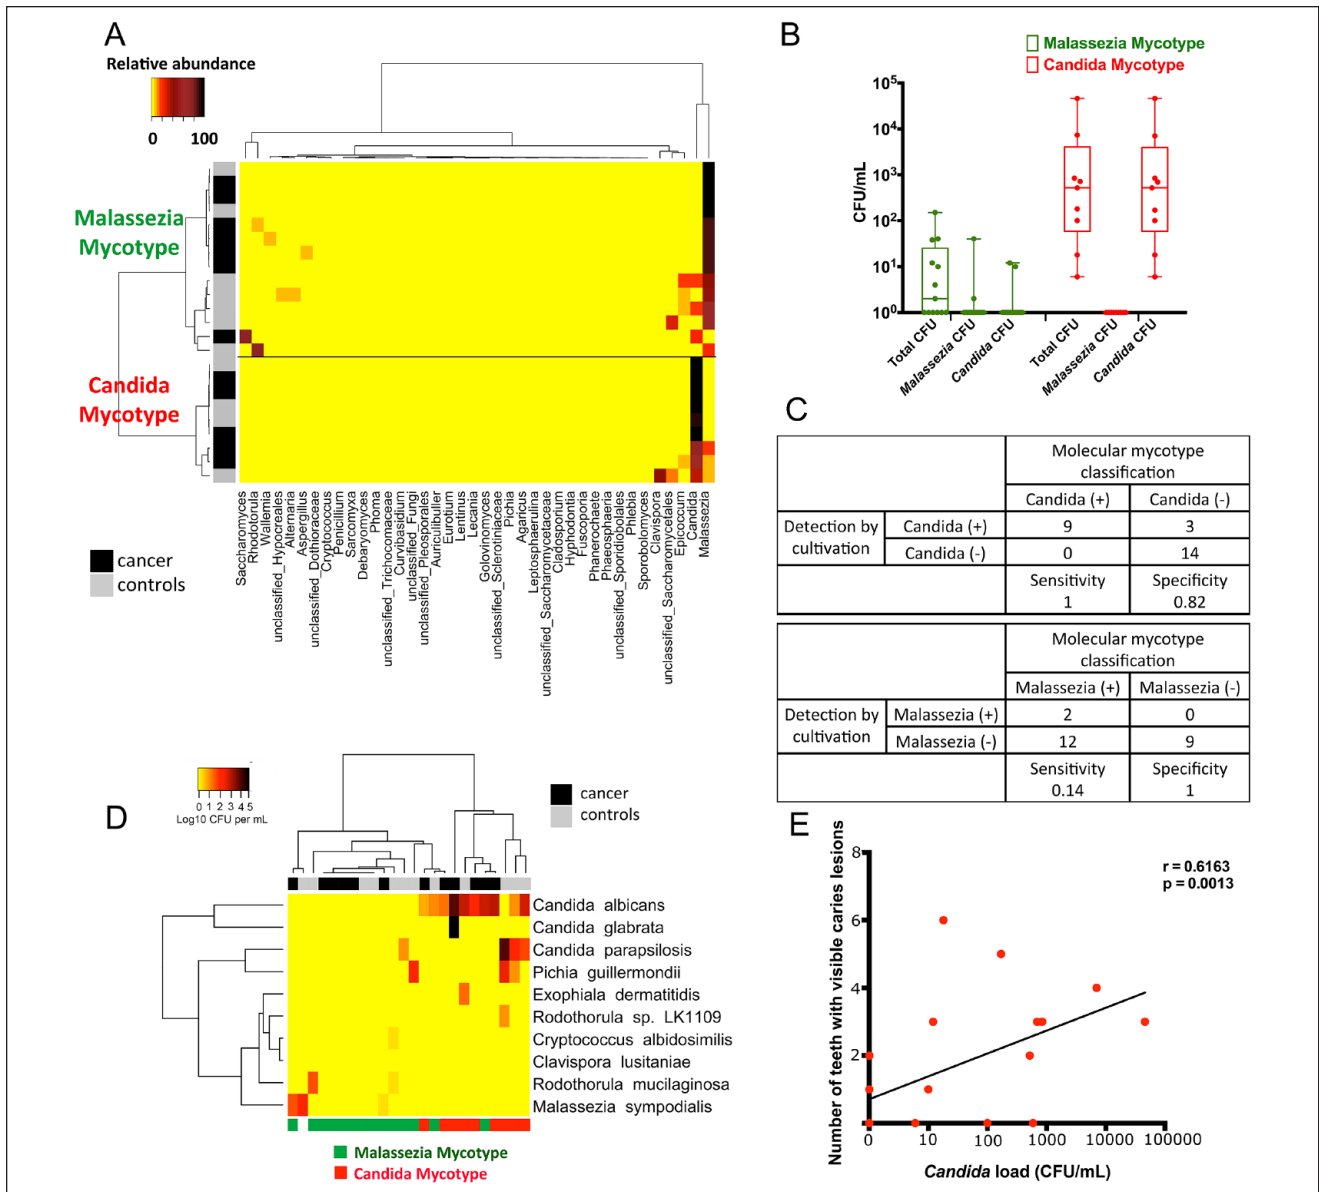 A
Relative abundance
0 100
Malassezia
Mycotype
Candida
Mycotype
cancer
controls
Saccharomyces
Rhodotorula
Wallemia
unclassified_Hypocreales
Alternaria
Aspergillus
unclassified_Dothioraceae
Cryptococcus
Penicillium
Sarcomyxa
Debaryomyces
Phoma
unclassified_Trichocomaceae
Curvibasidium
unclassified_Fungi
unclassified_Pleosporales
Auriculibuller
Eurotium
Lentinus
Lecania
Golovinomyces
unclassified_Sclerotiniaceae
Pichia
Agaricus
Leptosphaerulina
unclassified_Saccharomycetaceae
Cladosporium
Hyphodontia
Fuscoporia
Phanerochaete
Phaeosphaeria
unclassified_Sporidiobolales
Phlebia
Sporobolomyces
Clavispora
unclassified_Saccharomycetales
Epicoccum
Candida
Malassezia
B
Malassezia Mycotype
Candida Mycotype
CFU/mL
10⁵
10⁴
10³
10²
10¹
10⁰
Total CFU
Malassezia CFU
Candida CFU
Total CFU
Malassezia CFU
Candida CFU
C
Molecular mycotype
classification
Candida (+) Candida (-)
Detection by
cultivation
Candida (+) 9 3
Candida (-) 0 14
Sensitivity Specificity
1 0.82
Molecular mycotype
classification
Malassezia (+) Malassezia (-)
Detection by
cultivation
Malassezia (+) 2 0
Malassezia (-) 12 9
Sensitivity Specificity
0.14 1
D
0 1 2 3 4 5
Log10 CFU per mL
cancer
controls
Candida albicans
Candida glabrata
Candida parapsilosis
Pichia guillermondii
Exophiala dermatitidis
Rodothorula sp. LK1109
Cryptococcus albidosimilis
Clavispora lusitaniae
Rodothorula mucilaginosa
Malassezia sympodialis
Malassezia Mycotype
Candida Mycotype
E
Number of teeth with visible caries lesions
8
6
4
2
0
r = 0.6163
p = 0.0013
0 10 100 1000 10000 100000
Candida load (CFU/mL)